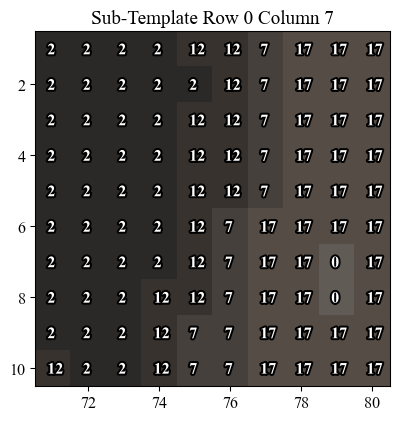 Sub-Template Row 0 Column 7
2 2 2 2 12 12 7 17 17 17
2 2 2 2 2 2 12 7 17 17 17
2 2 2 2 12 12 7 17 17 17
4 2 2 2 2 12 12 7 17 17 17
2 2 2 2 12 12 7 17 17 17
6 2 2 2 2 12 7 17 17 17 17
2 2 2 2 12 7 17 17 0 17
8 2 2 2 12 12 7 17 17 0 17
2 2 2 12 7 7 17 17 17 17
10 12 2 2 12 7 7 17 17 17 17
72 74 76 78 80